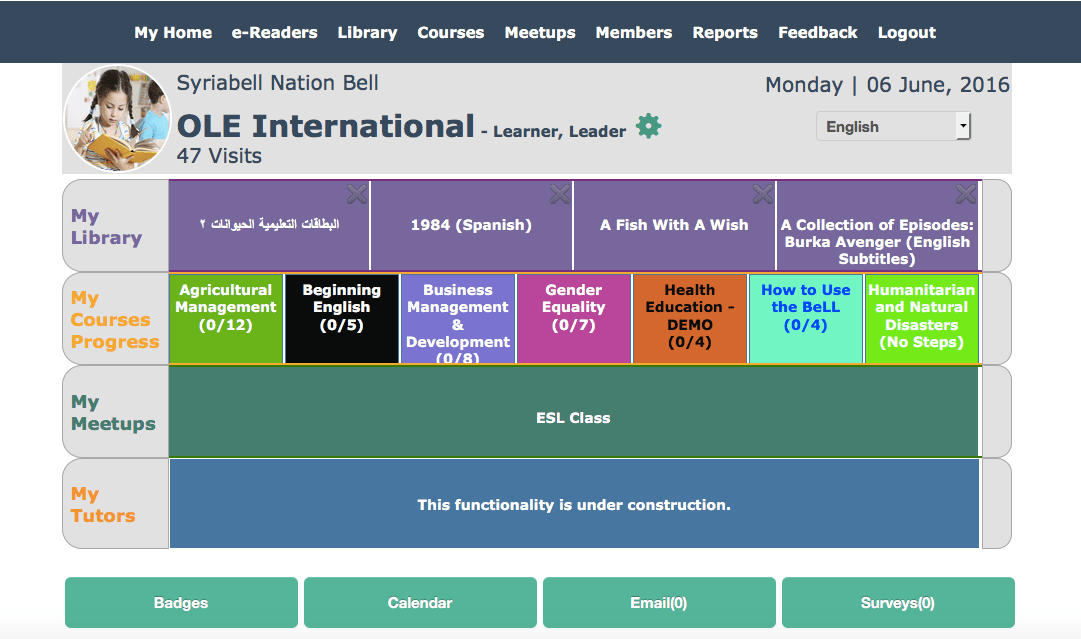 My Home e-Readers Library Courses Meetups Members Reports Feedback Logout
Syriabell Nation Bell
Monday | 06 June, 2016
OLE International - Learner, Leader
English
47 Visits
My
Library
البطاقات التعليمية الحيوانات ٢
1984 (Spanish)
A Fish With A Wish
A Collection of Episodes:
Burka Avenger (English
Subtitles)
My
Courses
Progress
Agricultural
Management
(0/12)
Beginning
English
(0/5)
Business
Management
&
Development
(0/8)
Gender
Equality
(0/7)
Health
Education -
DEMO
(0/4)
How to Use
the BeLL
(0/4)
Humanitarian
and Natural
Disasters
(No Steps)
My
Meetups
ESL Class
My
Tutors
This functionality is under construction.
Badges
Calendar
Email(0)
Surveys(0)